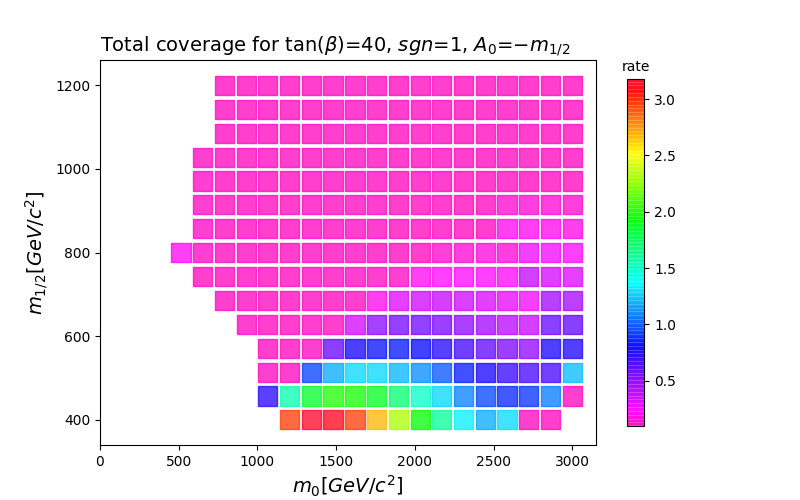 Total coverage for tan(β)=40, sgn=1, A₀=−m₁/₂
rate
1200
1000
800
600
400
m₁/₂[GeV/c²]
3.0
2.5
2.0
1.5
1.0
0.5
0 500 1000 1500 2000 2500 3000
m₀[GeV/c²]